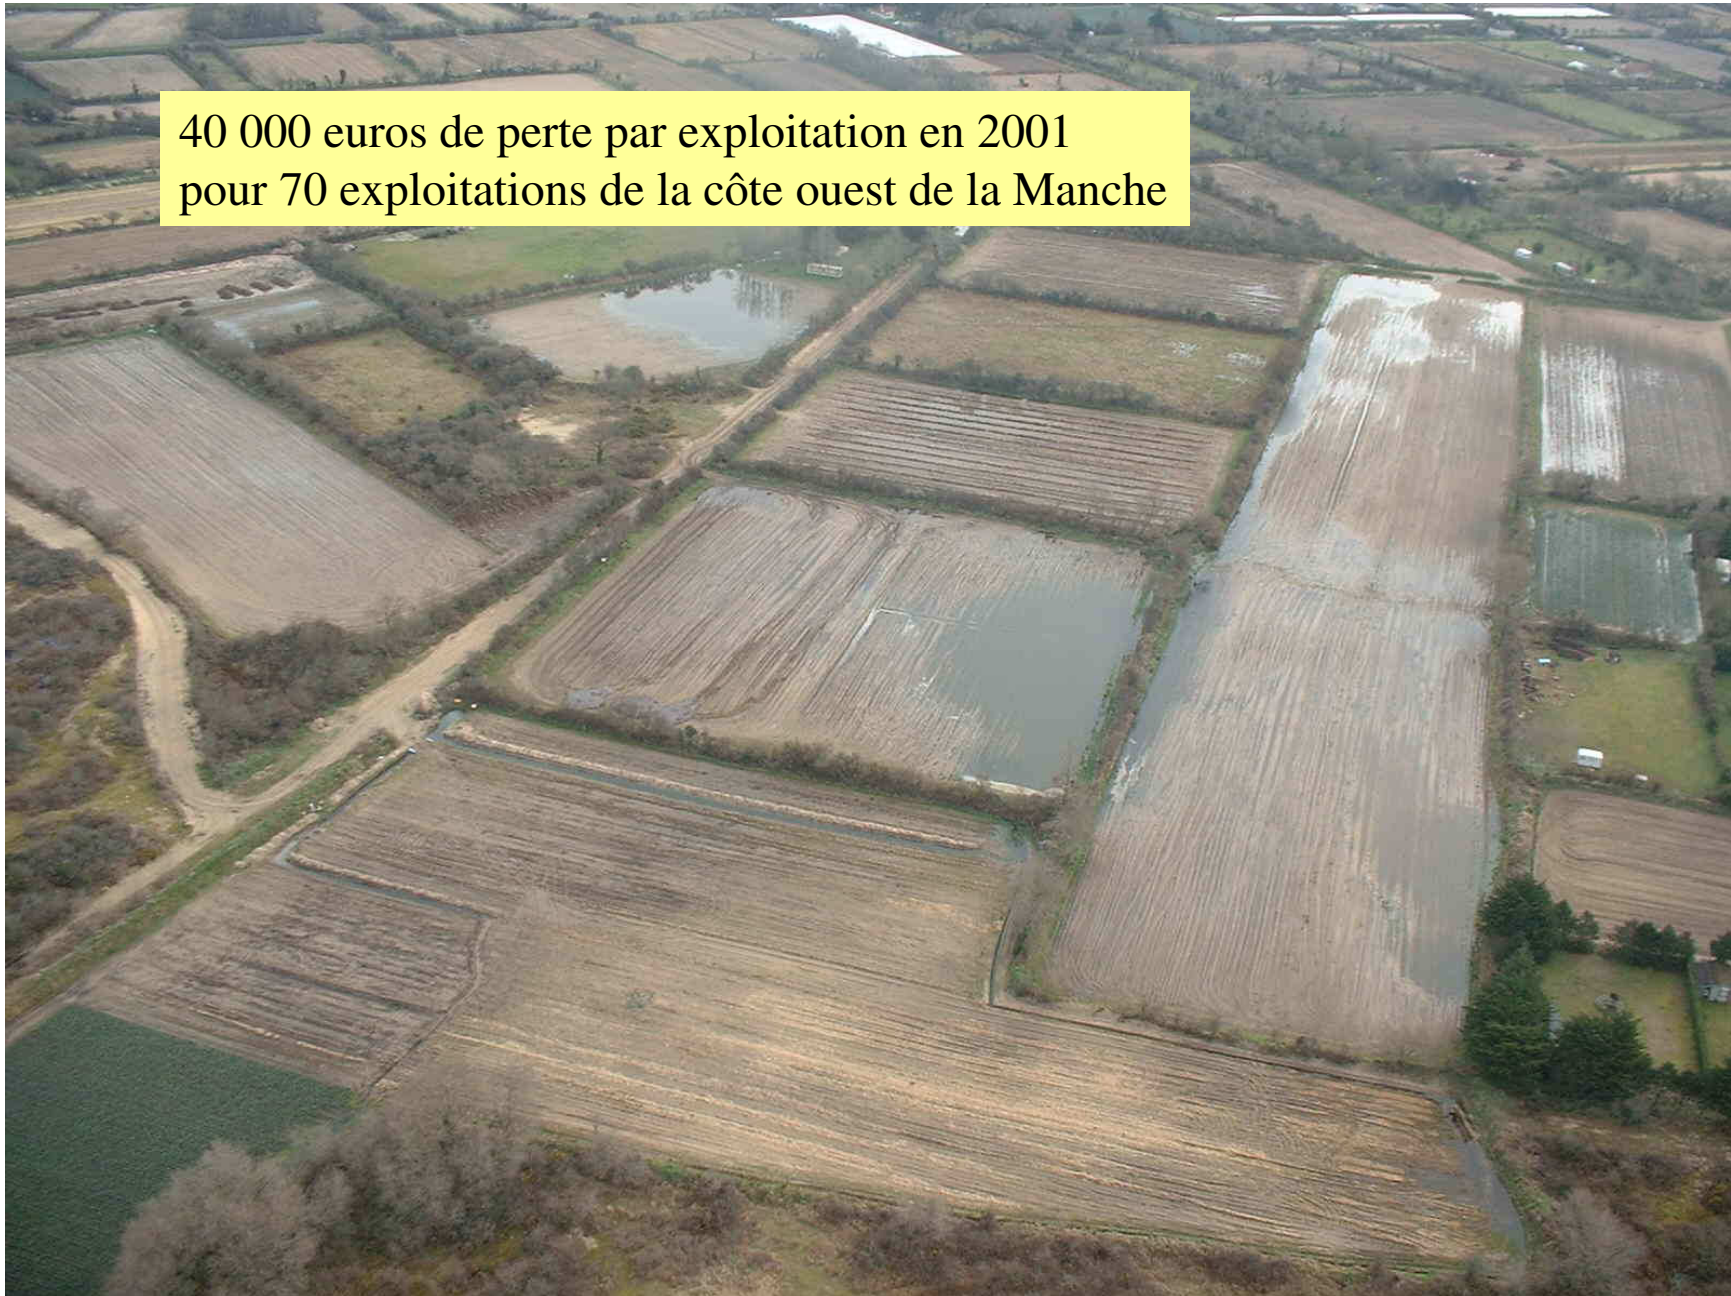 40 000 euros de perte par exploitation en 2001
pour 70 exploitations de la côte ouest de la Manche